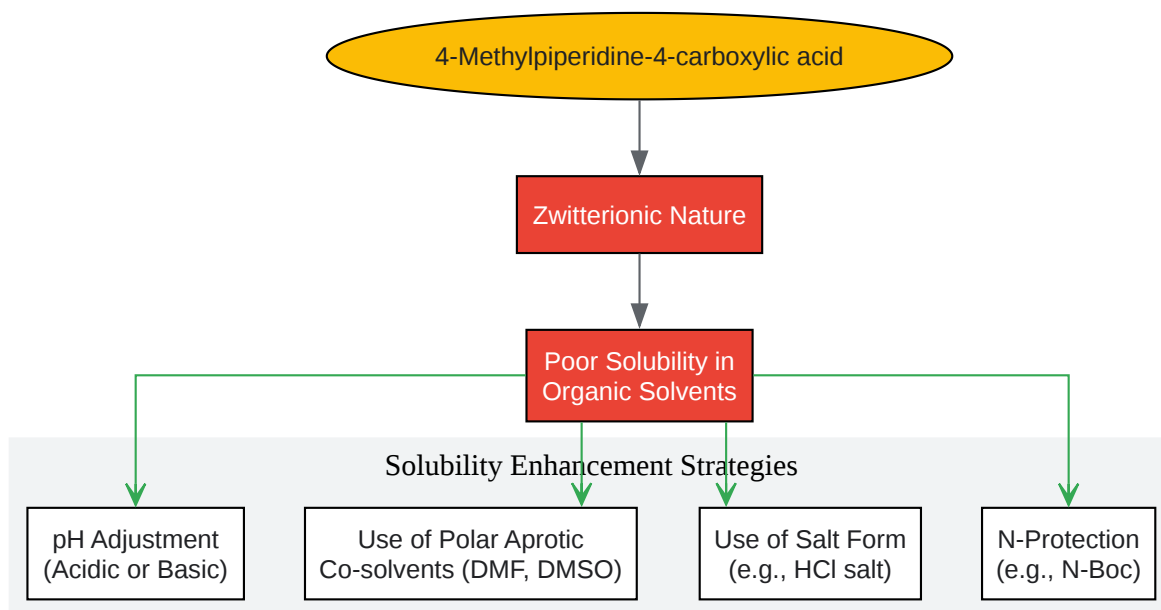 4-Methylpiperidine-4-carboxylic acid
Zwitterionic Nature
Poor Solubility in
Organic Solvents
Solubility Enhancement Strategies
pH Adjustment
(Acidic or Basic)
Use of Polar Aprotic
Co-solvents (DMF, DMSO)
Use of Salt Form
(e.g., HCl salt)
N-Protection
(e.g., N-Boc)